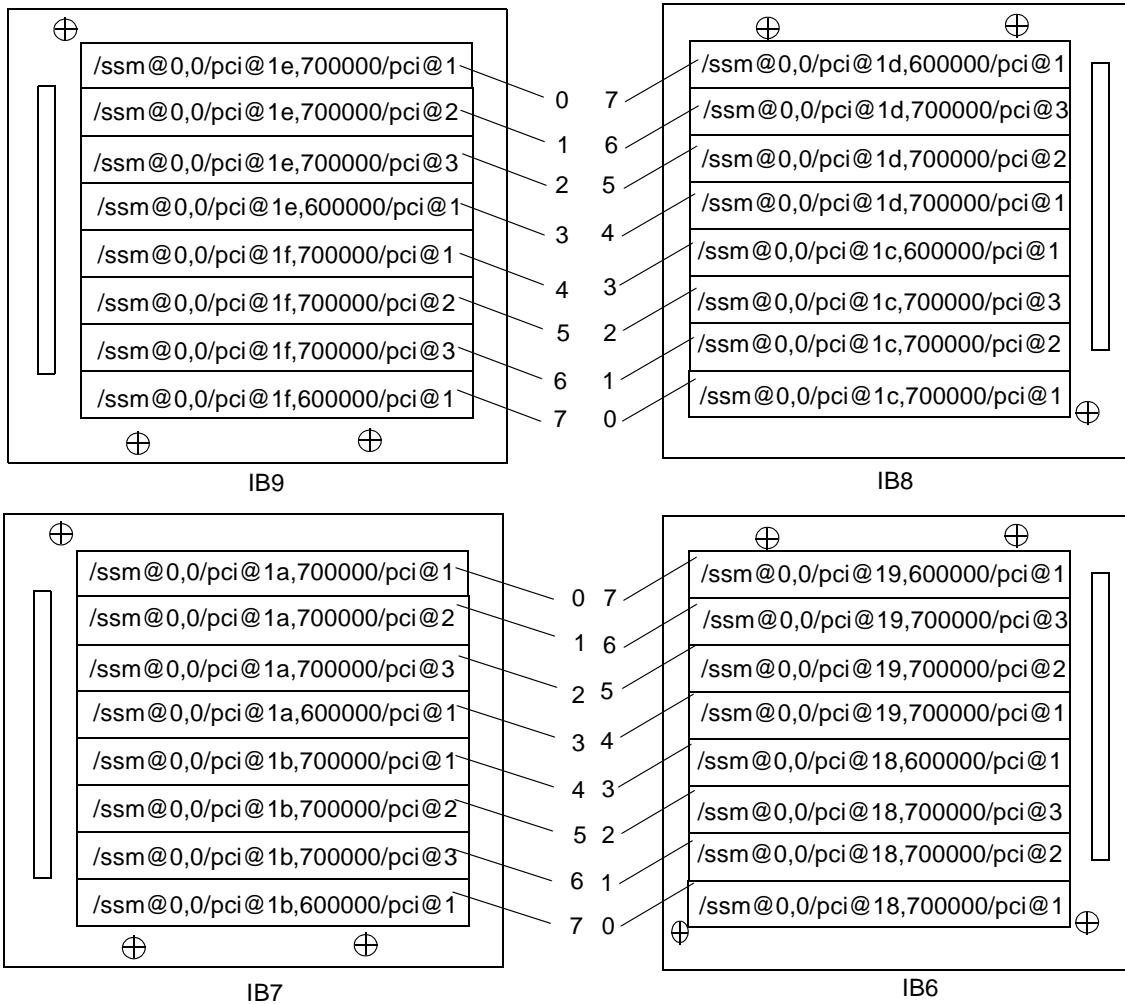 /ssm@0,0/pci@1e,700000/pci@1
/ssm@0,0/pci@1e,700000/pci@2
/ssm@0,0/pci@1e,700000/pci@3
/ssm@0,0/pci@1e,600000/pci@1
/ssm@0,0/pci@1f,700000/pci@1
/ssm@0,0/pci@1f,700000/pci@2
/ssm@0,0/pci@1f,700000/pci@3
/ssm@0,0/pci@1f,600000/pci@1
0
1
2
3
4
5
6
7
IB9
7
6
5
4
3
2
1
0
/ssm@0,0/pci@1d,600000/pci@1
/ssm@0,0/pci@1d,700000/pci@3
/ssm@0,0/pci@1d,700000/pci@2
/ssm@0,0/pci@1d,700000/pci@1
/ssm@0,0/pci@1c,600000/pci@1
/ssm@0,0/pci@1c,700000/pci@3
/ssm@0,0/pci@1c,700000/pci@2
/ssm@0,0/pci@1c,700000/pci@1
IB8
/ssm@0,0/pci@1a,700000/pci@1
/ssm@0,0/pci@1a,700000/pci@2
/ssm@0,0/pci@1a,700000/pci@3
/ssm@0,0/pci@1a,600000/pci@1
/ssm@0,0/pci@1b,700000/pci@1
/ssm@0,0/pci@1b,700000/pci@2
/ssm@0,0/pci@1b,700000/pci@3
/ssm@0,0/pci@1b,600000/pci@1
0
1
2
3
4
5
6
7
IB7
7
6
5
4
3
2
1
0
/ssm@0,0/pci@19,600000/pci@1
/ssm@0,0/pci@19,700000/pci@3
/ssm@0,0/pci@19,700000/pci@2
/ssm@0,0/pci@19,700000/pci@1
/ssm@0,0/pci@18,600000/pci@1
/ssm@0,0/pci@18,700000/pci@3
/ssm@0,0/pci@18,700000/pci@2
/ssm@0,0/pci@18,700000/pci@1
IB6